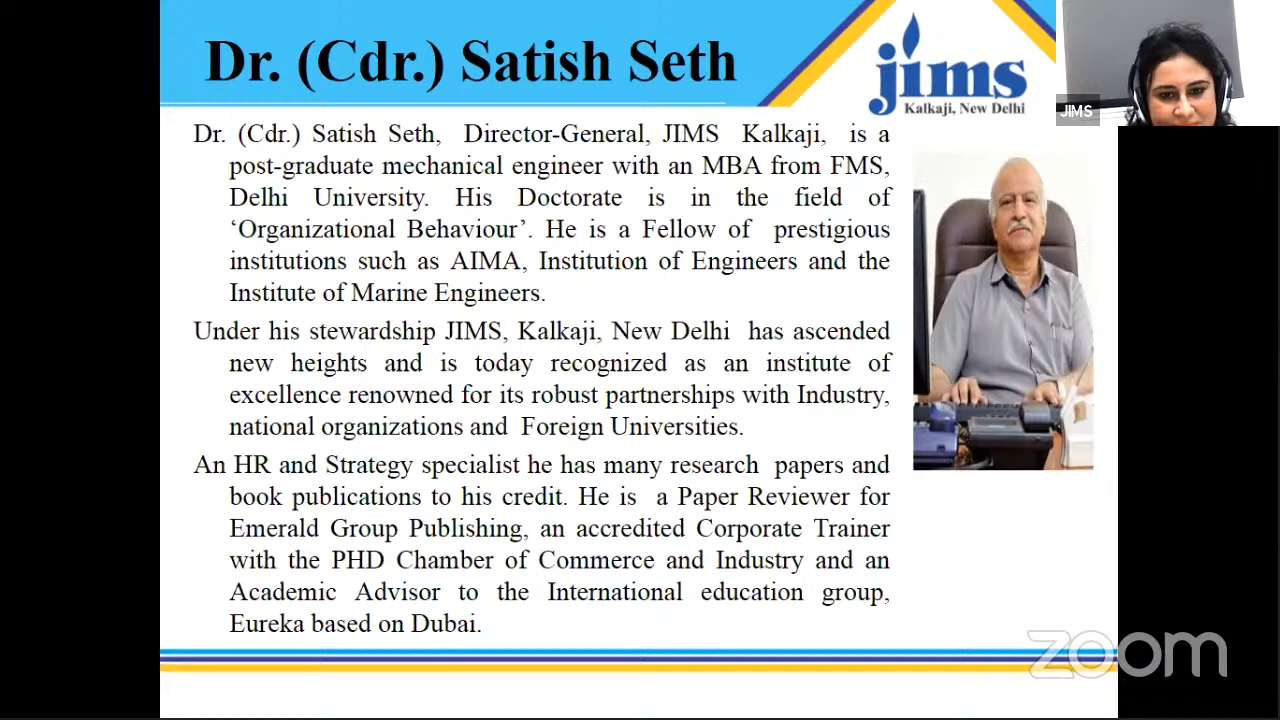 Dr. (Cdr.) Satish Seth
jims
Kalkaji, New Delhi
JIMS
Dr. (Cdr.) Satish Seth, Director-General, JIMS Kalkaji, is a
post-graduate mechanical engineer with an MBA from FMS,
Delhi University. His Doctorate is in the field of
‘Organizational Behaviour’. He is a Fellow of prestigious
institutions such as AIMA, Institution of Engineers and the
Institute of Marine Engineers.
Under his stewardship JIMS, Kalkaji, New Delhi has ascended
new heights and is today recognized as an institute of
excellence renowned for its robust partnerships with Industry,
national organizations and Foreign Universities.
An HR and Strategy specialist he has many research papers and
book publications to his credit. He is a Paper Reviewer for
Emerald Group Publishing, an accredited Corporate Trainer
with the PHD Chamber of Commerce and Industry and an
Academic Advisor to the International education group,
Eureka based on Dubai.
zoom